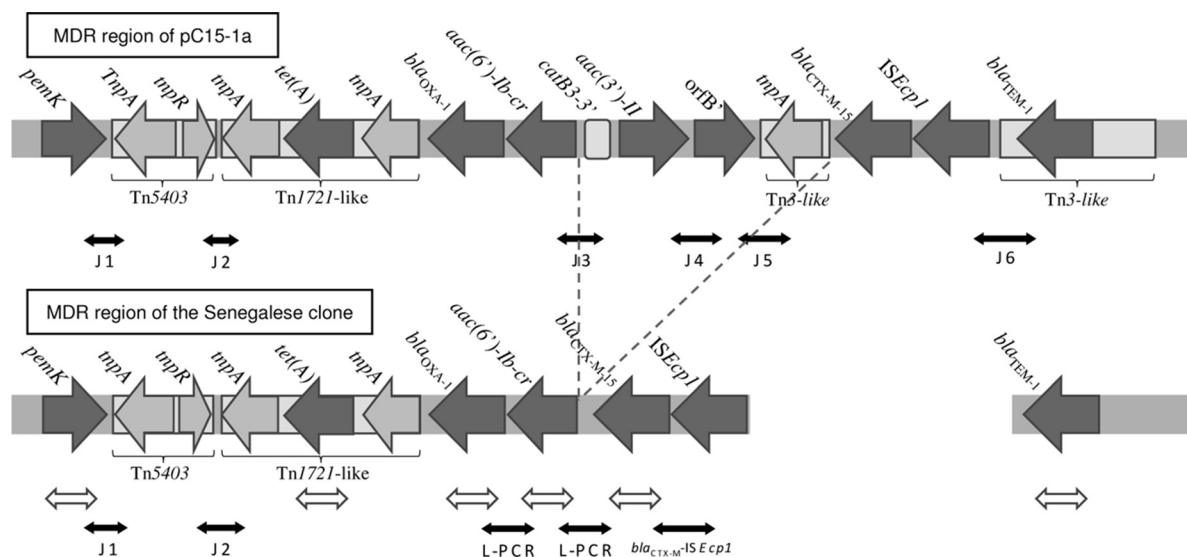 MDR region of pC15-1a
pemK TnpA tnpR tnpA tet(A) tnpA blaOXA-1 aac(6’)-Ib-cr catB3-3’ aac(3’)-II orfB’ tnpA blaCTX-M-15 ISEcp1 blaTEM-1
Tn5403 Tn1721-like Tn3-like Tn3-like
J1 J2 J3 J4 J5 J6
MDR region of the Senegalese clone
pemK tnpA tnpR tnpA tet(A) tnpA blaOXA-1 aac(6’)-Ib-cr blaCTX-M-15 ISEcp1 blaTEM-1
Tn5403 Tn1721-like
J1 J2 L-PCR L-PCR blaCTX-M-ISEcp1